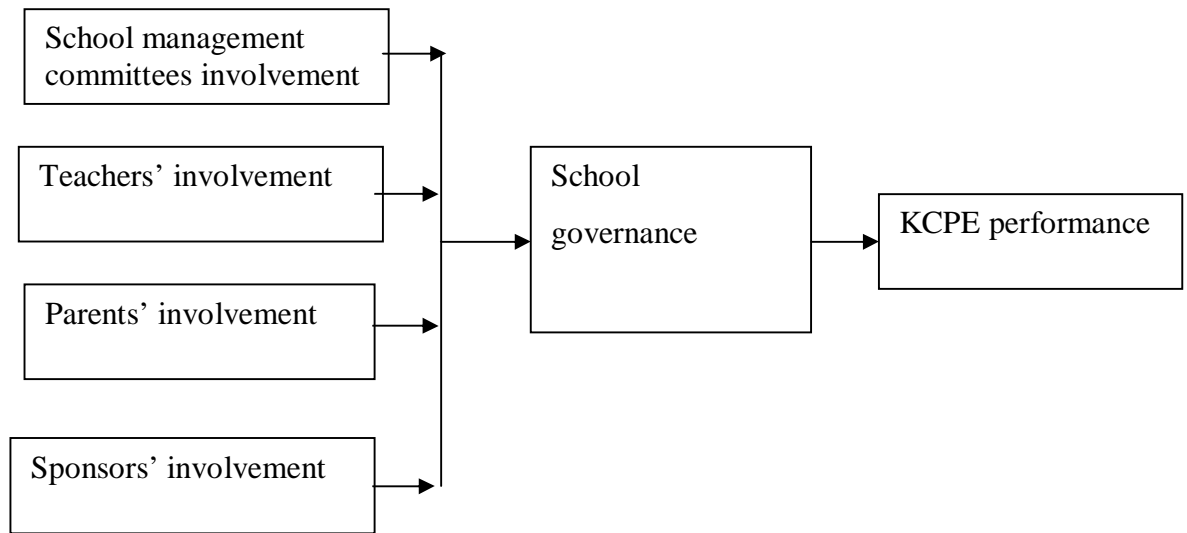 School management
committees involvement
Teachers’ involvement
Parents’ involvement
Sponsors’ involvement
School
governance
KCPE performance